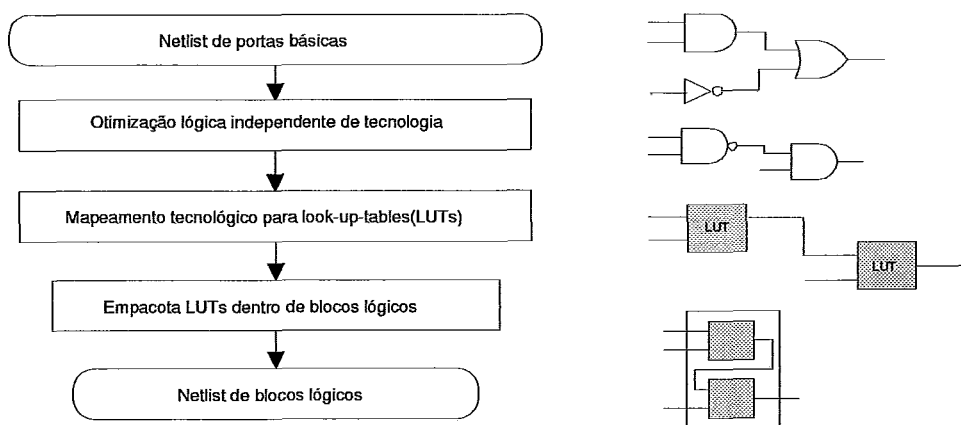 Netlist de portas básicas
Otimização lógica independente de tecnologia
Mapeamento tecnológico para look-up-tables(LUTs)
LUT
LUT
Empacota LUTs dentro de blocos lógicos
Netlist de blocos lógicos